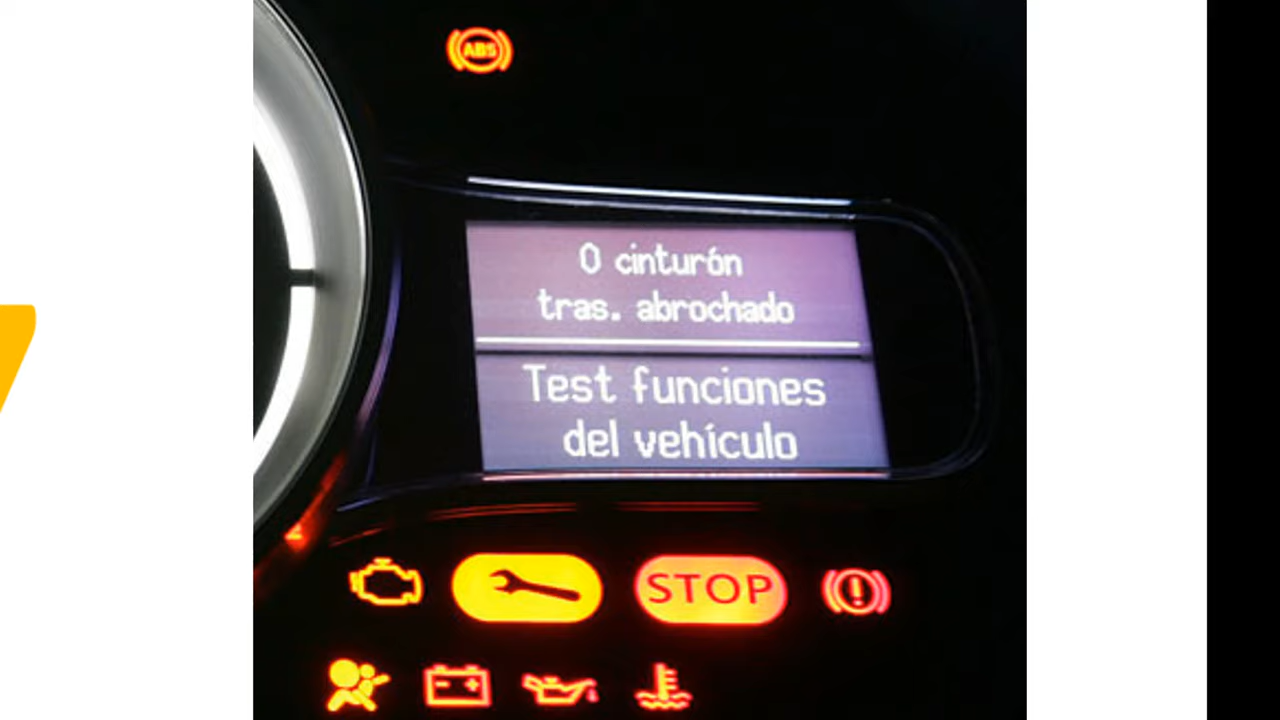 ABS
0 cinturón
tras. abrochado
Test funciones
del vehículo
STOP